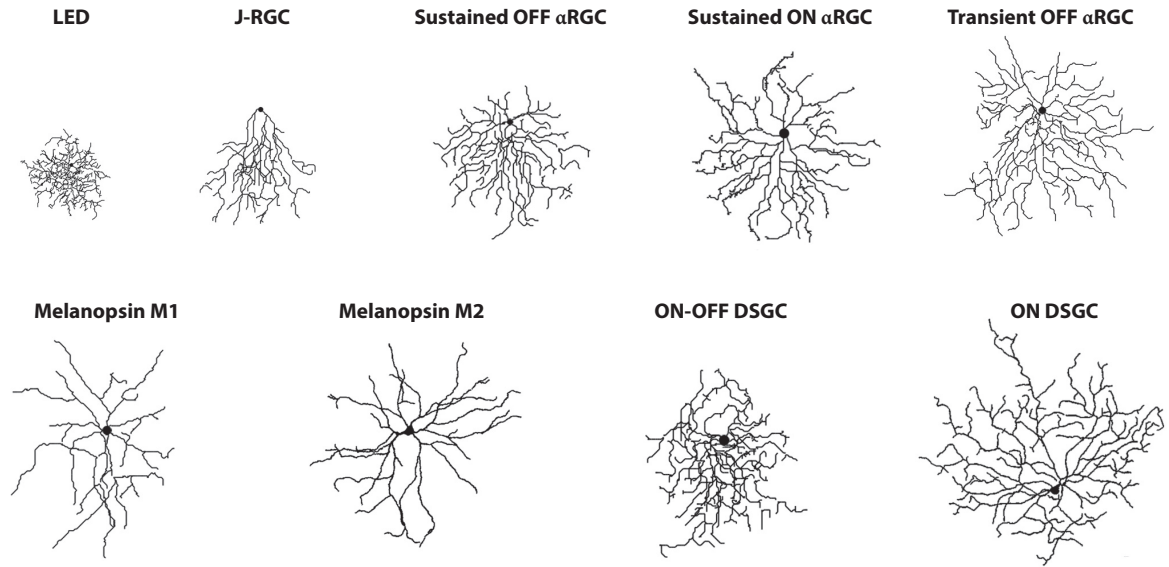 LED J-RGC Sustained OFF αRGC Sustained ON αRGC Transient OFF αRGC
Melanopsin M1 Melanopsin M2 ON-OFF DSGC ON DSGC